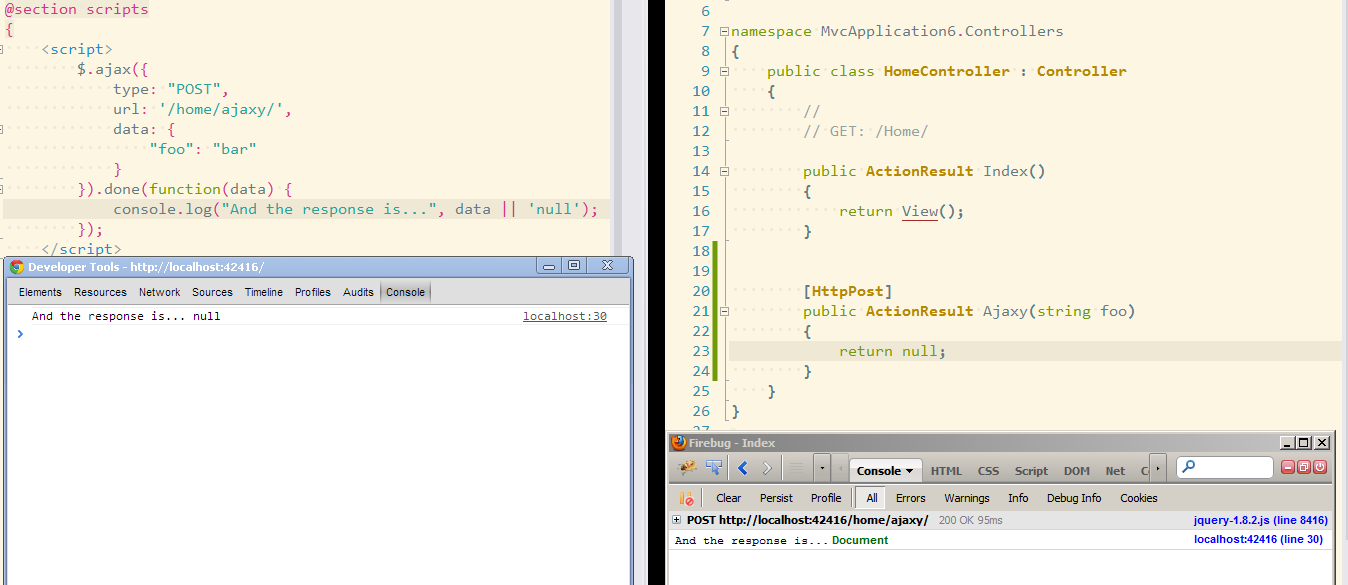 @section scripts
{
<script>
$.ajax({
type: "POST",
url: '/home/ajaxy/',
data: {
"foo": "bar"
}
}).done(function(data) {
console.log("And the response is...", data || 'null');
});
</script>
Developer Tools - http://localhost:42416/
Elements Resources Network Sources Timeline Profiles Audits Console
And the response is... null localhost:30
>
6
7 namespace MvcApplication6.Controllers
8 {
9 public class HomeController : Controller
10 {
11 //
12 // GET: /Home/
13
14 public ActionResult Index()
15 {
16 return View();
17 }
18
19
20 [HttpPost]
21 public ActionResult Ajaxy(string foo)
22 {
23 return null;
24 }
25 }
26 }
27
Firebug - Index
Console HTML CSS Script DOM Net C
Clear Persist Profile All Errors Warnings Info Debug Info Cookies
POST http://localhost:42416/home/ajaxy/ 200 OK 95ms jquery-1.8.2.js (line 8416)
And the response is... Document localhost:42416 (line 30)